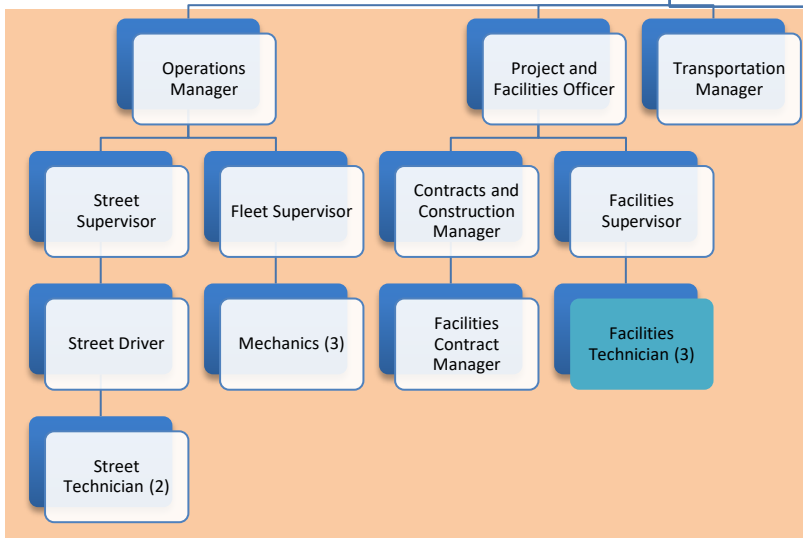 Operations
Manager
Project and
Facilities Officer
Transportation
Manager
Street
Supervisor
Fleet Supervisor
Contracts and
Construction
Manager
Facilities
Supervisor
Street Driver
Mechanics (3)
Facilities
Contract
Manager
Facilities
Technician (3)
Street
Technician (2)